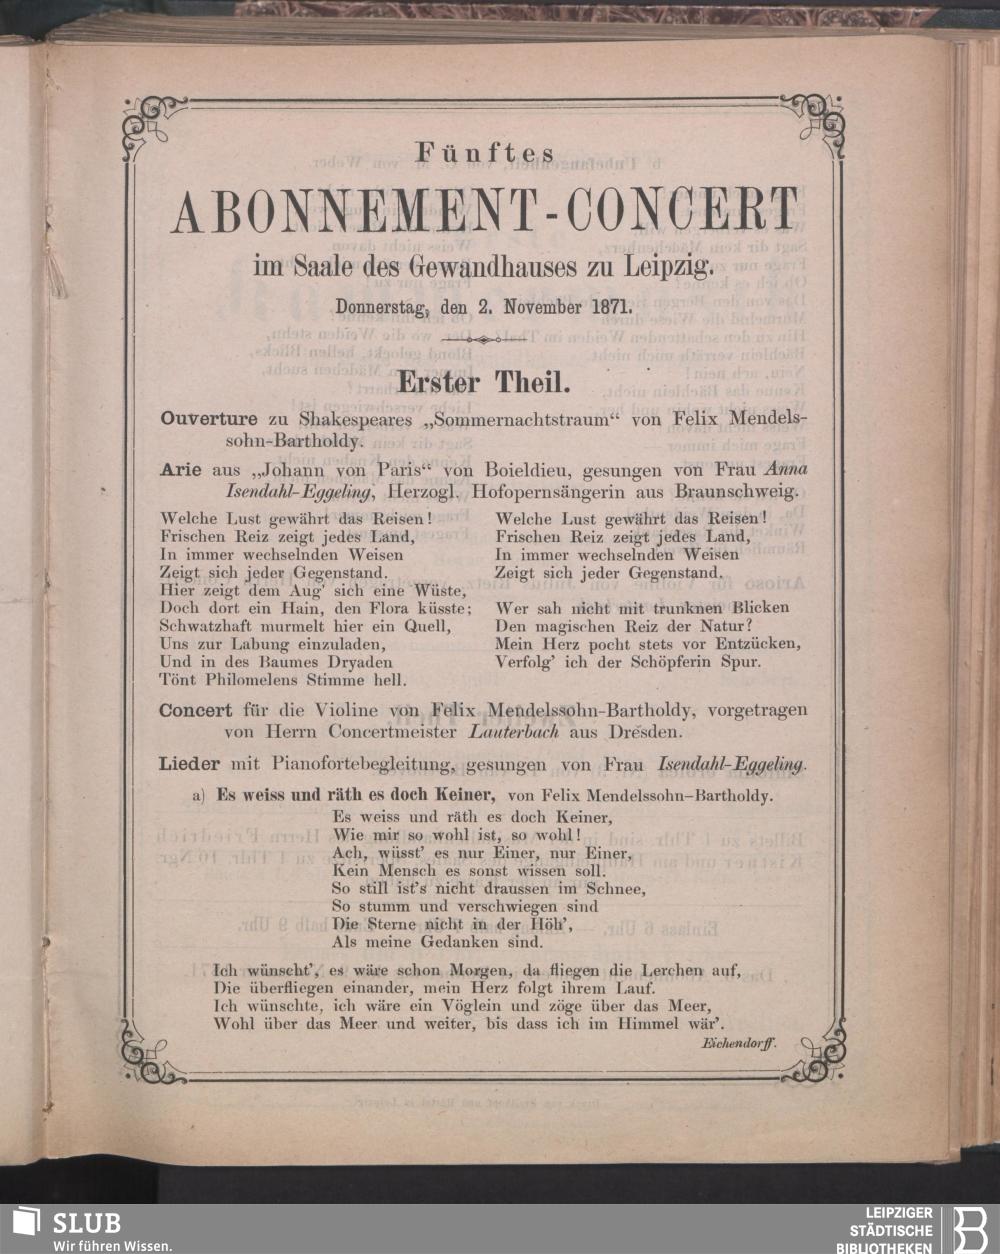 Fünftes
ABONNEMENT-CONCERT
im Saale des Gewandhauses zu Leipzig.
Donnerstag, den 2. November 1871.
Erster Theil.
Ouverture zu Shakespeares „Sommernachtstraum“ von Felix Mendels-
sohn-Bartholdy.
Arie aus „Johann von Paris“ von Boieldieu, gesungen von Frau Anna
Isendahl-Eggeling, Herzogl. Hofopernsängerin aus Braunschweig.
Welche Lust gewährt das Reisen!
Frischen Reiz zeigt jedes Land,
In immer wechselnden Weisen
Zeigt sich jeder Gegenstand.
Hier zeigt dem Aug' sich eine Wüste,
Doch dort ein Hain, den Flora küsste;
Schwatzhaft murmelt hier ein Quell,
Uns zur Labung einzuladen,
Und in des Baumes Dryaden
Tönt Philomelens Stimme hell.
Welche Lust gewährt das Reisen!
Frischen Reiz zeigt jedes Land,
In immer wechselnden Weisen
Zeigt sich jeder Gegenstand.
Wer sah nicht mit trunknen Blicken
Den magischen Reiz der Natur?
Mein Herz pocht stets vor Entzücken,
Verfolg' ich der Schöpferin Spur.
Concert für die Violine von Felix Mendelssohn-Bartholdy, vorgetragen
von Herrn Concertmeister Lauterbach aus Dresden.
Lieder mit Pianofortebegleitung, gesungen von Frau Isendahl-Eggeling.
a) Es weiss und räth es doch Keiner, von Felix Mendelssohn-Bartholdy.
Es weiss und räth es doch Keiner,
Wie mir so wohl ist, so wohl!
Ach, wüsst' es nur Einer, nur Einer,
Kein Mensch es sonst wissen soll.
So still ist's nicht draussen im Schnee,
So stumm und verschwiegen sind
Die Sterne nicht in der Höh',
Als meine Gedanken sind.
Ich wünscht', es wäre schon Morgen, da fliegen die Lerchen auf,
Die überfliegen einander, mein Herz folgt ihrem Lauf.
Ich wünschte, ich wäre ein Vöglein und zöge über das Meer,
Wohl über das Meer und weiter, bis dass ich im Himmel wär'.
Eichendorff.
SLUB
Wir führen Wissen.
LEIPZIGER
STÄDTISCHE
BIBLIOTHEKEN